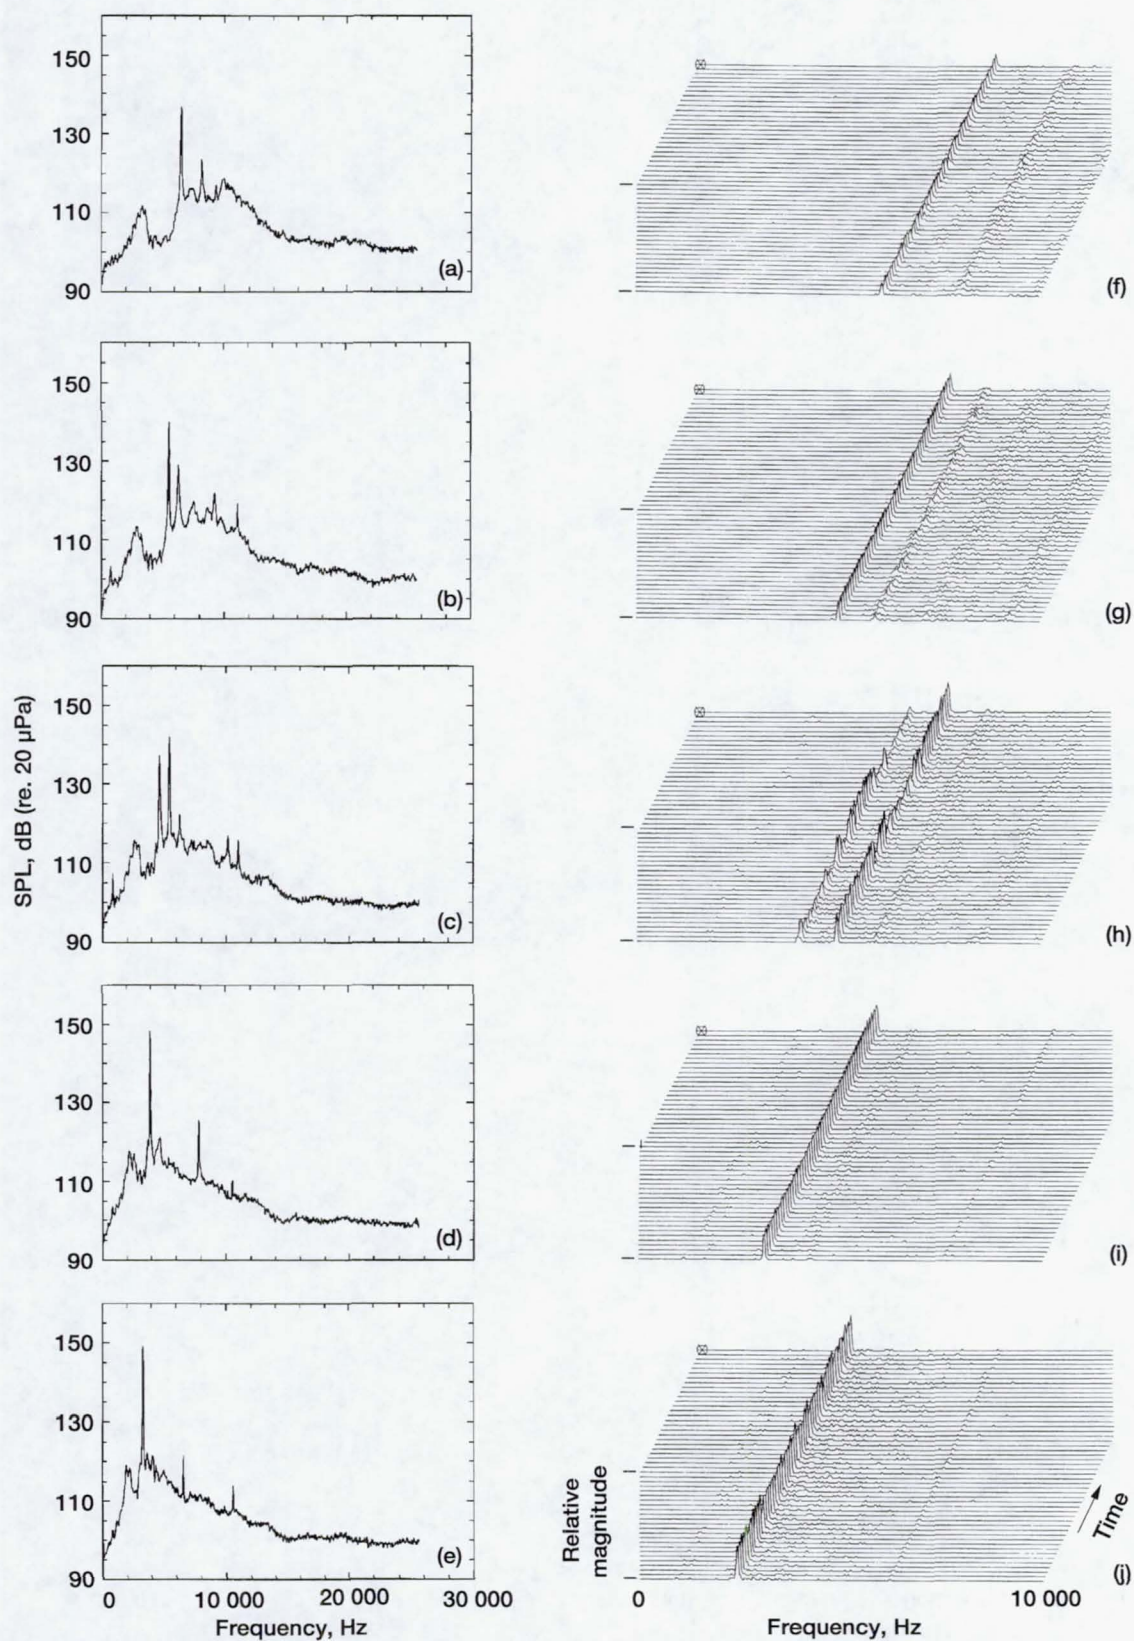 150
130
110
90
(a)
(f)
150
130
110
90
(b)
(g)
SPL, dB (re. 20 µPa)
150
130
110
90
(c)
(h)
150
130
110
90
(d)
(i)
150
130
110
90
(e)
0 10 000 20 000 30 000
Frequency, Hz
Relative
magnitude
Time
(j)
0 10 000
Frequency, Hz